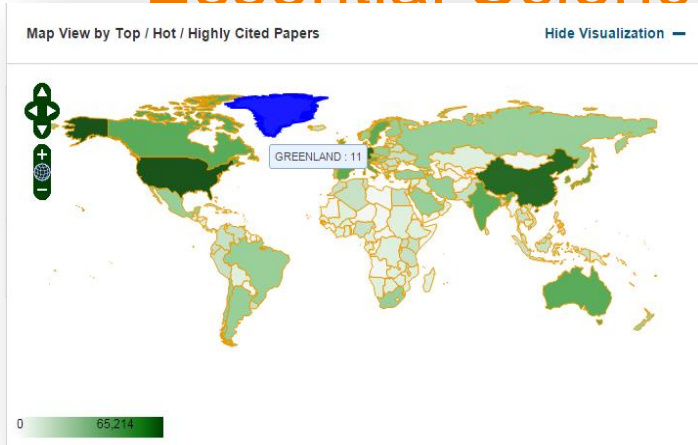 Map View by Top / Hot / Highly Cited Papers
Hide Visualization
GREENLAND : 11
0
65,214